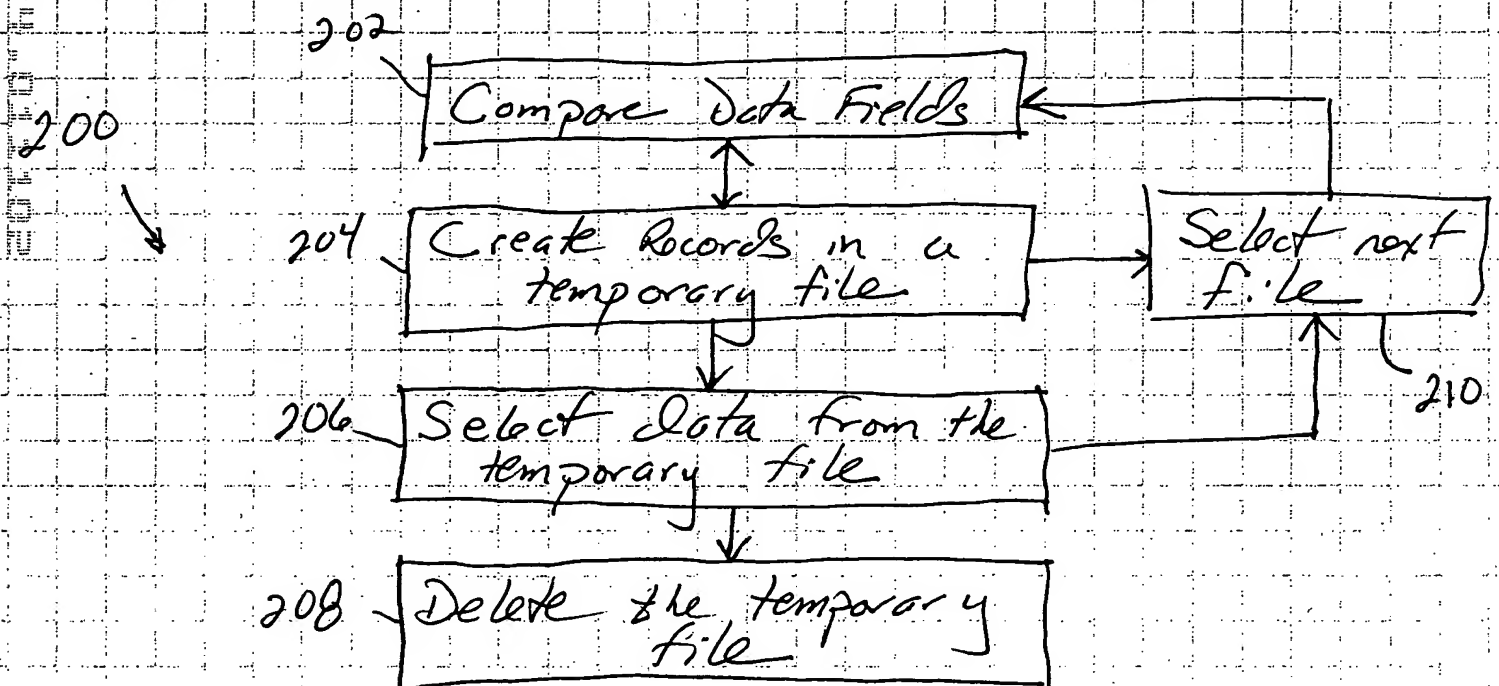 202
Compare Data Fields
200
204
Create Records in a
temporary file
Select next
file
210
206
Select data from the
temporary file
208
Delete the temporary
file